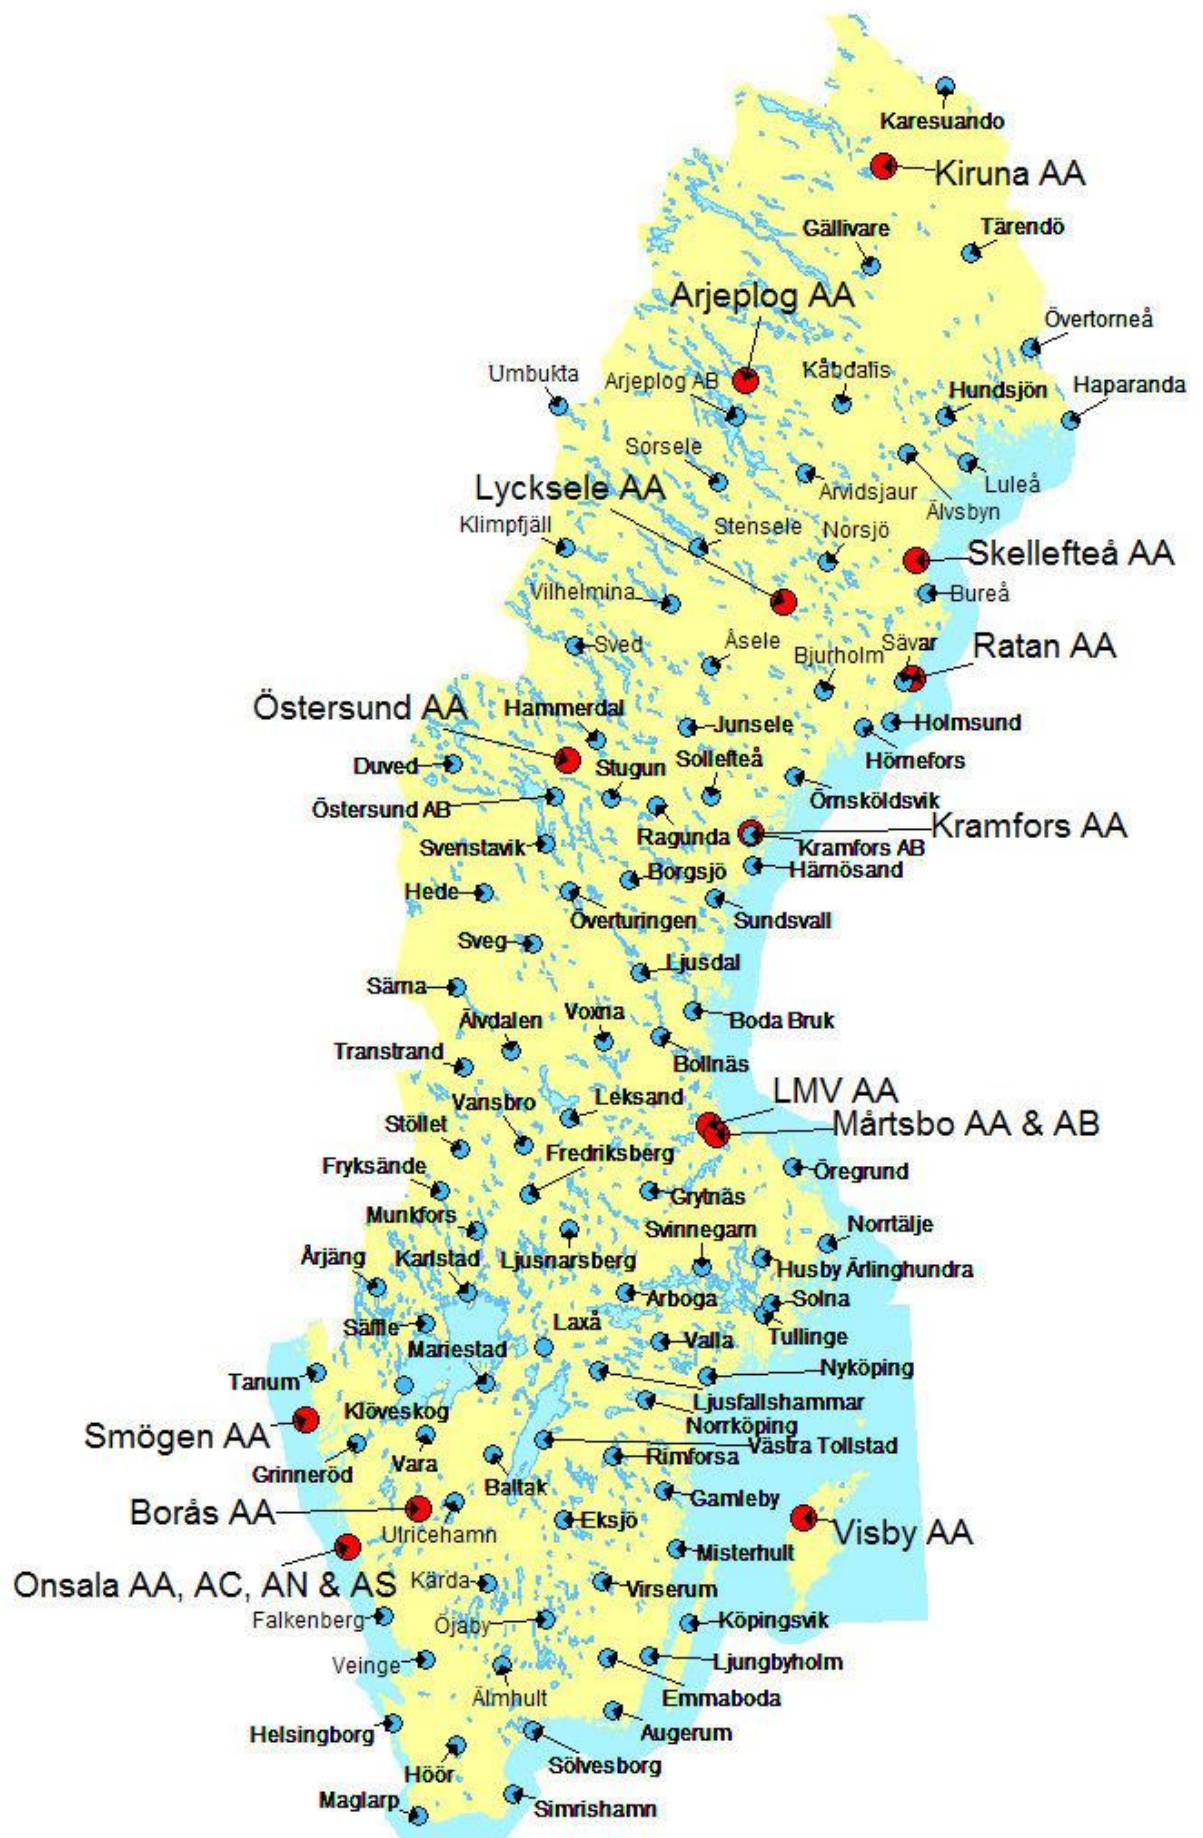 Karesuando
Kiruna AA
Gällivare
Tärendö
Arjeplog AA
Övertorneå
Umbukta
Arjeplog AB
Kåbdalis
Hundsjön
Haparanda
Sorsele
Lycksele AA
Arvidsjaur
Luleå
Älvsbyn
Klimpfjäll
Stensele
Norsjö
Skellefteå AA
Vilhelmina
Bureå
Sved
Åsele
Bjurholm
Sävar
Ratan AA
Östersund AA
Hammerdal
Junsele
Holmsund
Duved
Stugun
Sollefteå
Hörnefors
Östersund AB
Örnsköldsvik
Ragunda
Kramfors AA
Svenstavik
Kramfors AB
Härnösand
Borgsjö
Hede
Överturingen
Sundsvall
Sveg
Ljusdal
Särna
Älvdalen
Voxna
Boda Bruk
Transtrand
Bollnäs
Vansbro
Leksand
LMV AA
Mårtsbo AA & AB
Stöllet
Fredriksberg
Fryksände
Öregrund
Grytnäs
Munkfors
Svinnegarn
Norrtälje
Årjäng
Karlstad
Ljusnarsberg
Husby Ärlinghundra
Arboga
Solna
Säffle
Laxå
Valla
Tullinge
Mariestad
Tanum
Nyköping
Ljusfallshammar
Klöveskog
Norrköping
Smögen AA
Västra Tollstad
Grinneröd
Vara
Rimforsa
Baltak
Gamleby
Borås AA
Ulricehamn
Eksjö
Visby AA
Misterhult
Onsala AA, AC, AN & AS
Kärda
Virserum
Falkenberg
Öjaby
Köpingsvik
Veinge
Ljungbyholm
Älmhult
Emmaboda
Helsingborg
Augerum
Höör
Sölvesborg
Maglarp
Simrishamn